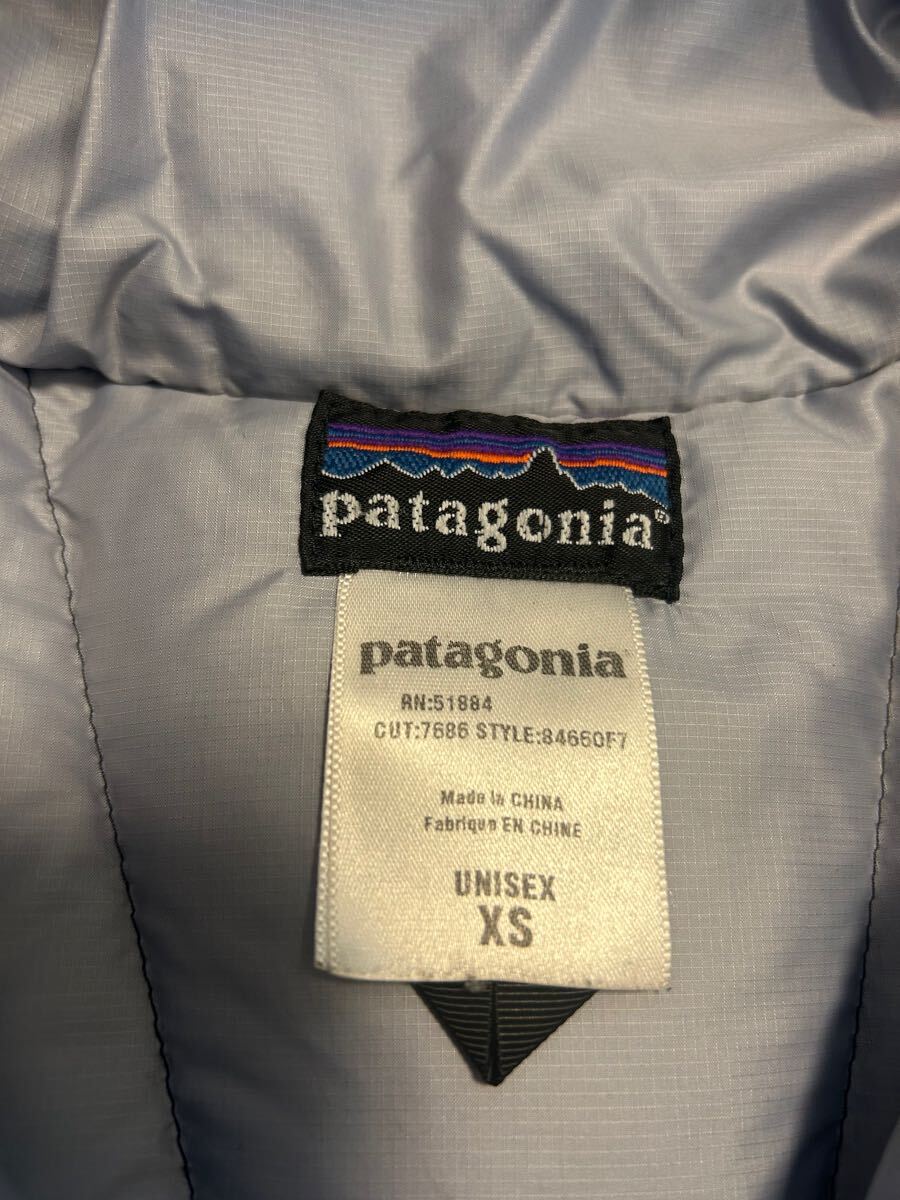 patagonia®
patagonia
RN:51884
CUT:7686 STYLE:84660F7
Made in CHINA
Fabriqué EN CHINE
UNISEX
XS